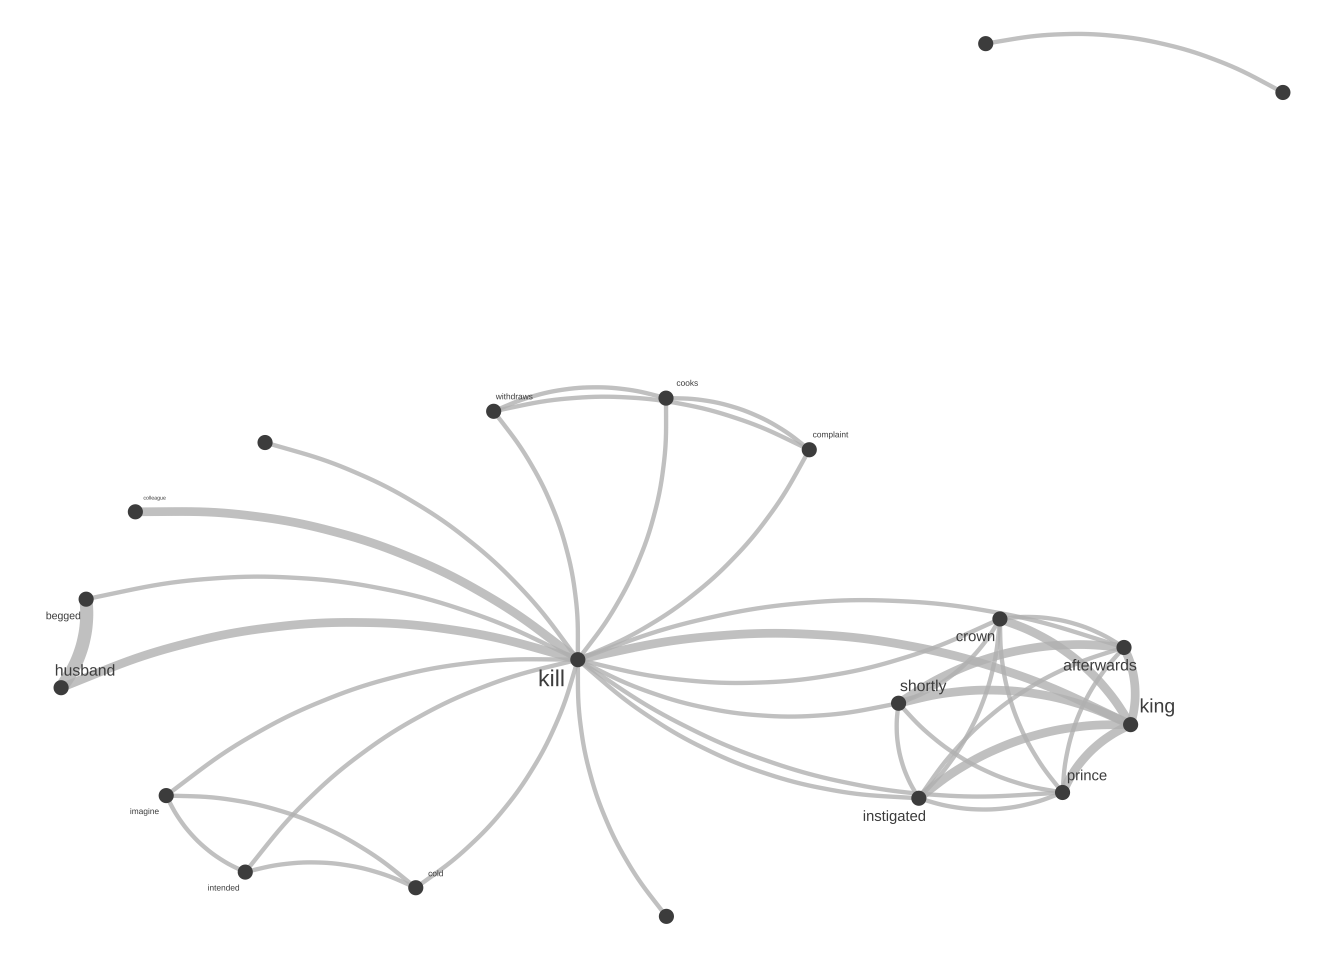 cooks
withdraws
complaint
colleague
begged
crown
afterwards
husband
kill
shortly
king
prince
imagine
instigated
cold
intended